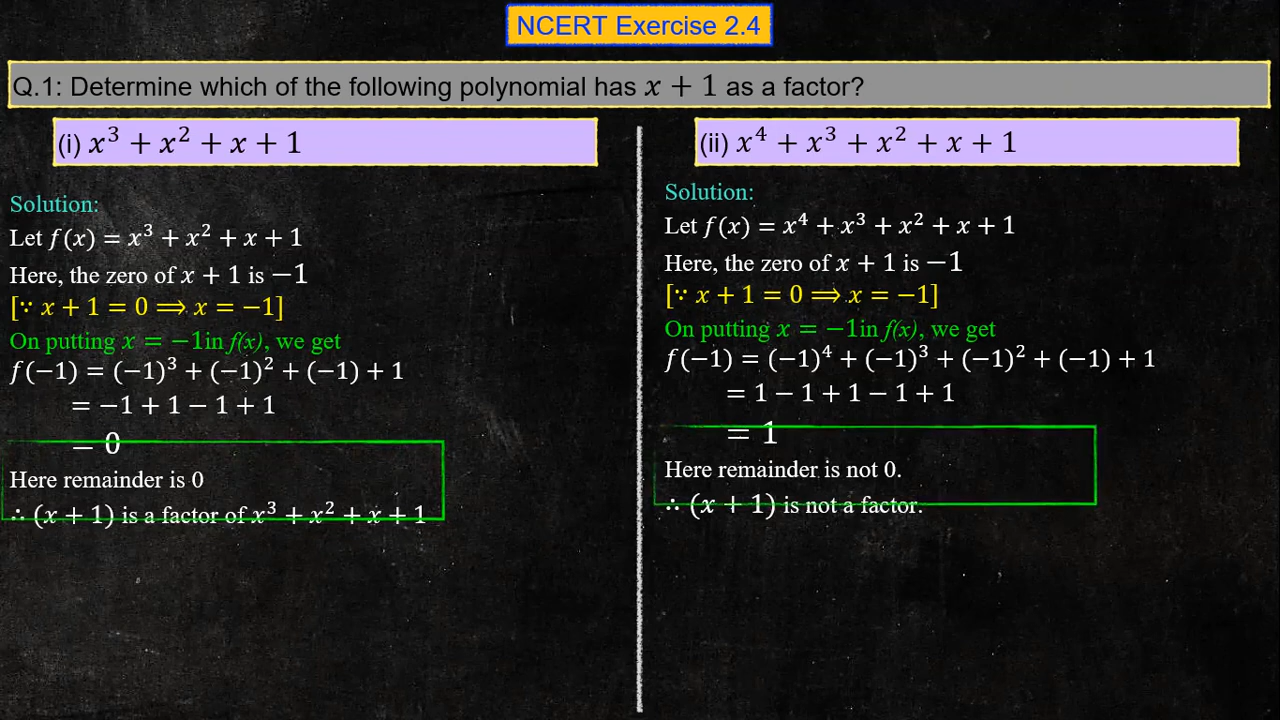 NCERT Exercise 2.4
Q.1: Determine which of the following polynomial has x + 1 as a factor?
(i) x³ + x² + x + 1
Solution:
Let f(x) = x³ + x² + x + 1
Here, the zero of x + 1 is −1
[∵ x + 1 = 0 ⟹ x = −1]
On putting x = −1in f(x), we get
f(−1) = (−1)³ + (−1)² + (−1) + 1
= −1 + 1 − 1 + 1
= 0
Here remainder is 0
∴ (x + 1) is a factor of x³ + x² + x + 1
(ii) x⁴ + x³ + x² + x + 1
Solution:
Let f(x) = x⁴ + x³ + x² + x + 1
Here, the zero of x + 1 is −1
[∵ x + 1 = 0 ⟹ x = −1]
On putting x = −1in f(x), we get
f(−1) = (−1)⁴ + (−1)³ + (−1)² + (−1) + 1
= 1 − 1 + 1 − 1 + 1
= 1
Here remainder is not 0.
∴ (x + 1) is not a factor.